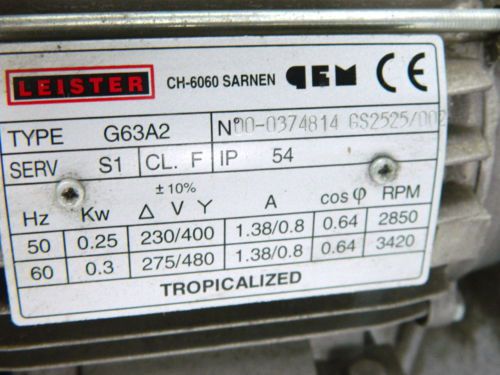 LEISTER CH-6060 SARNEN GEM CE
TYPE G63A2 N° 00-0374814 GS2525/002
SERV S1 CL. F IP 54
± 10%
Hz Kw Δ V Y A cos φ RPM
50 0.25 230/400 1.38/0.8 0.64 2850
60 0.3 275/480 1.38/0.8 0.64 3420
TROPICALIZED